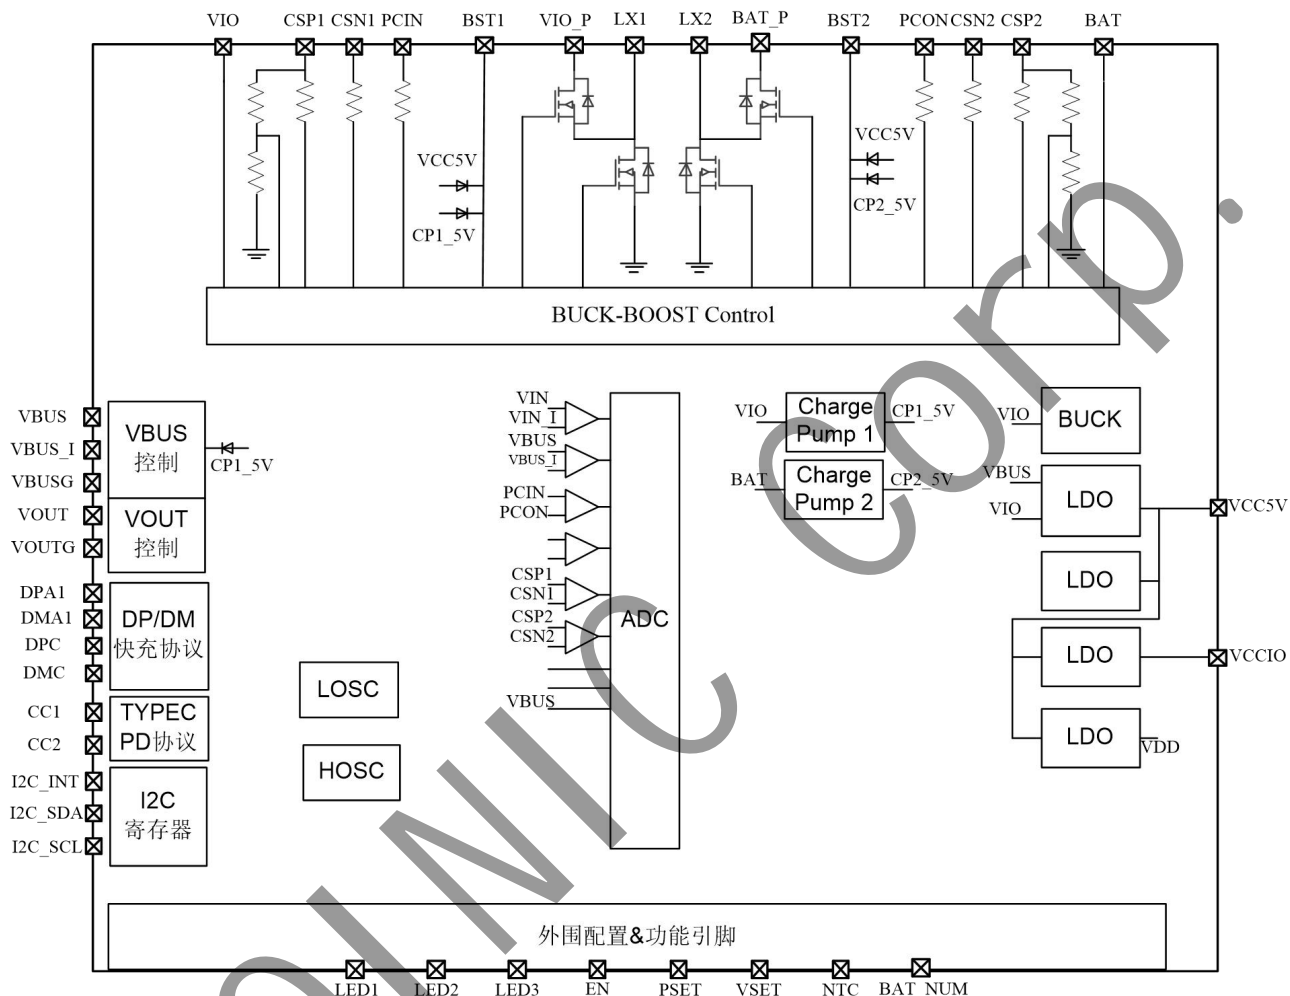 VIO CSP1 CSN1 PCIN BST1 VIO_P LX1 LX2 BAT_P BST2 PCON CSN2 CSP2 BAT
VCC5V
CP1_5V
VCC5V
CP2_5V
BUCK-BOOST Control
VBUS
VBUS_I
VBUSG
VOUT
VOUTG
DPA1
DMA1
DPC
DMC
CC1
CC2
I2C_INT
I2C_SDA
I2C_SCL
VBUS
控制
CP1_5V
VOUT
控制
DP/DM
快充协议
TYPEC
PD协议
I2C
寄存器
LOSC
HOSC
VIN
VIN_I
VBUS
VBUS_I
PCIN
PCON
CSP1
CSN1
CSP2
CSN2
VBUS
ADC
VIO
Charge
Pump 1
CP1_5V
BAT
Charge
Pump 2
CP2_5V
VIO
BUCK
VBUS
VIO
LDO
LDO
LDO
LDO
VDD
VCC5V
VCCIO
外围配置&功能引脚
LED1 LED2 LED3 EN PSET VSET NTC BAT_NUM
INIC Corp.